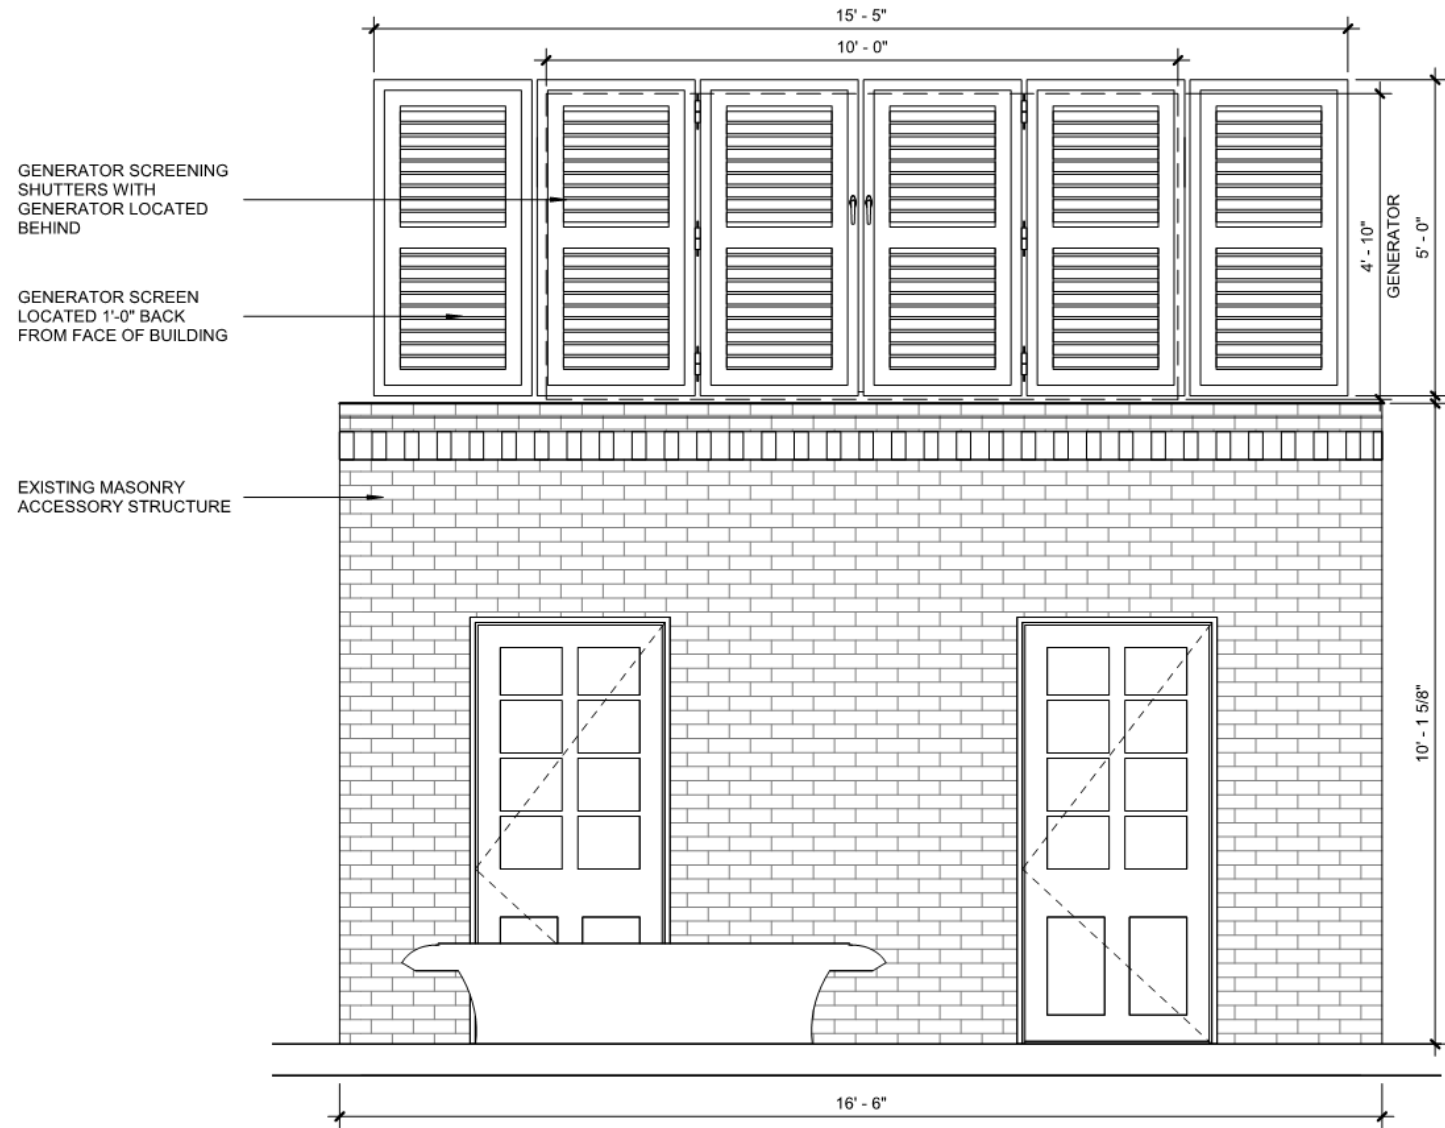 15' - 5"
10' - 0"
GENERATOR SCREENING
SHUTTERS WITH
GENERATOR LOCATED
BEHIND
4' - 10"
GENERATOR
5' - 0"
GENERATOR SCREEN
LOCATED 1'-0" BACK
FROM FACE OF BUILDING
EXISTING MASONRY
ACCESSORY STRUCTURE
10' - 1 5/8"
16' - 6"